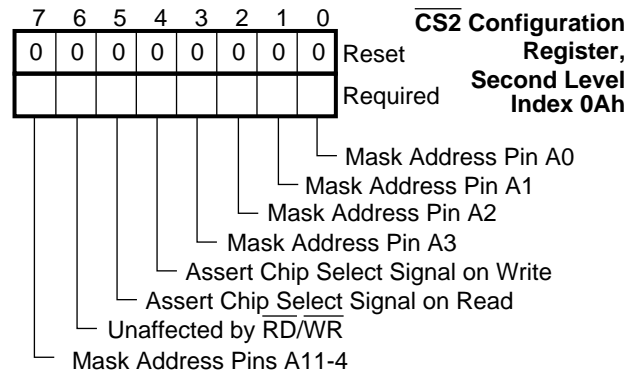 7 6 5 4 3 2 1 0
C̅S̅2̅ Configuration Register, Second Level Index 0Ah
0 0 0 0 0 0 0 0 Reset
Required
Mask Address Pin A0
Mask Address Pin A1
Mask Address Pin A2
Mask Address Pin A3
Assert Chip Select Signal on Write
Assert Chip Select Signal on Read
Unaffected by R̅D̅/W̅R̅
Mask Address Pins A11-4